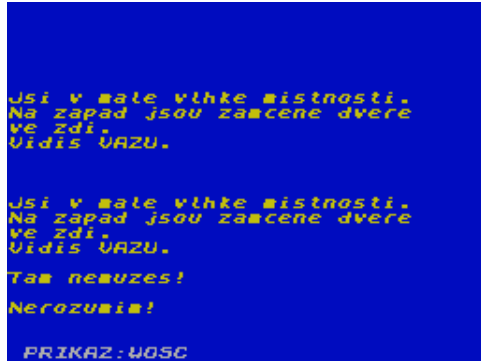 Jsi v male vlhke mistnosti.
Na zapad jsou zamcene dvere
ve zdi.
Vidis VAZU.
Jsi v male vlhke mistnosti.
Na zapad jsou zamcene dvere
ve zdi.
Vidis VAZU.
Tam nemuzes!
Nerozumim!
PRIKAZ:WOSC